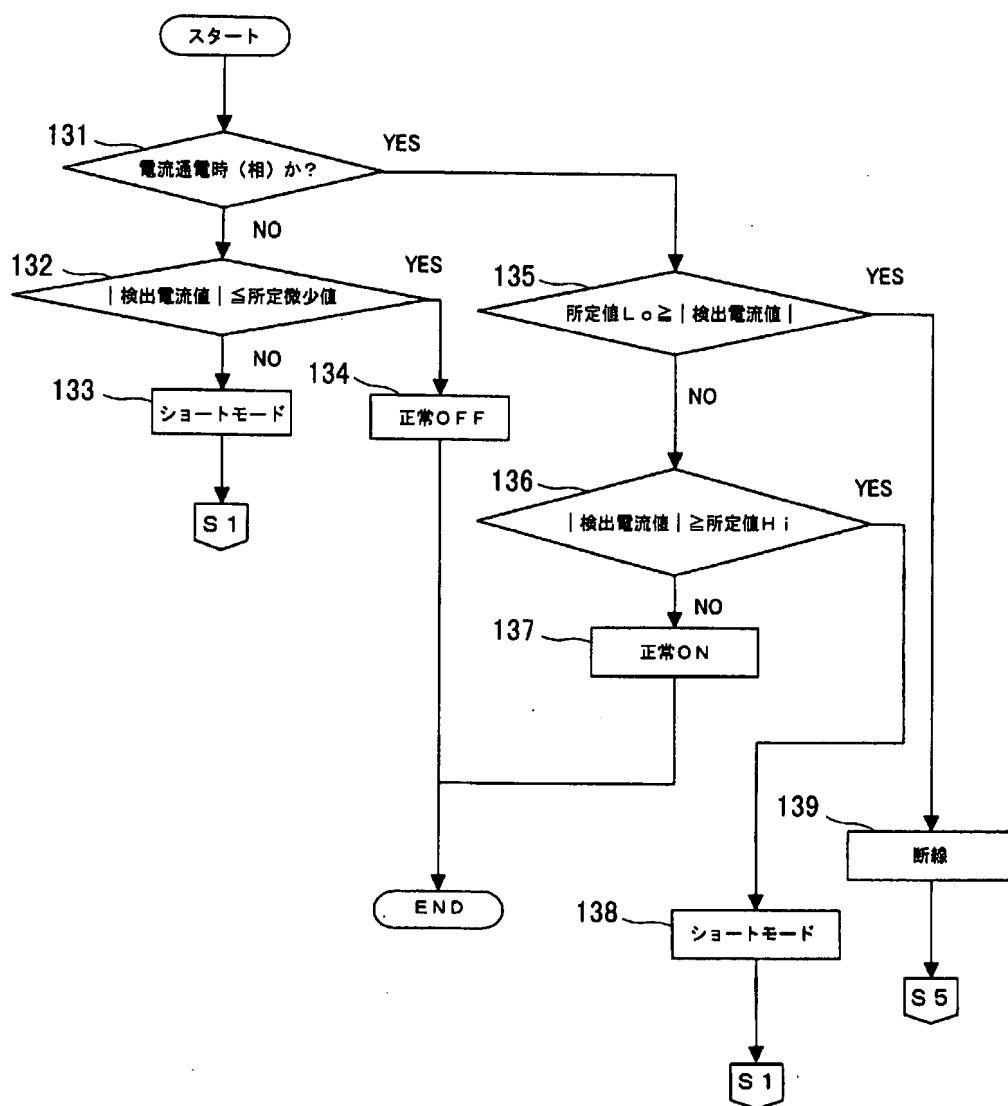 スタート
131
電流通電時(相)か?
YES
NO
132
|検出電流値|≦所定微少値
YES
NO
133
ショートモード
S1
134
正常OFF
135
所定値Lo≧|検出電流値|
YES
NO
136
|検出電流値|≧所定値Hi
YES
NO
137
正常ON
END
138
ショートモード
S1
139
断線
S5